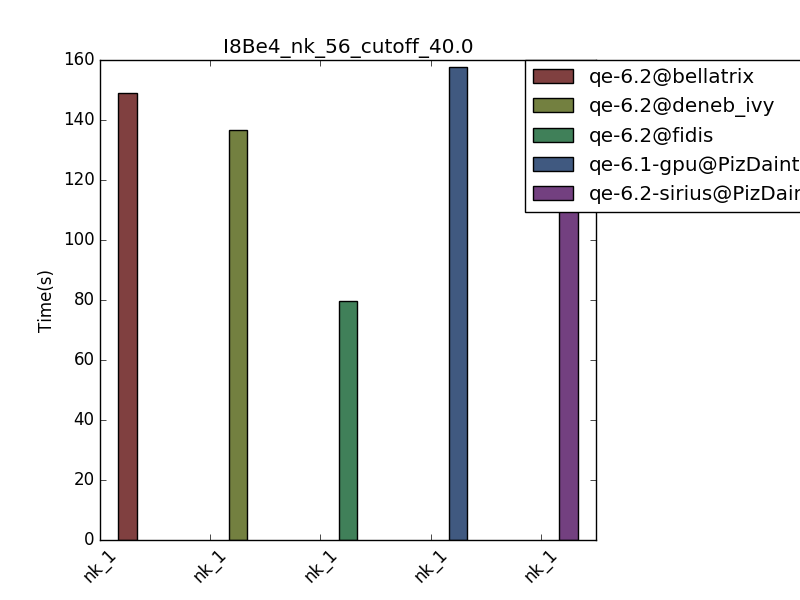 I8Be4_nk_56_cutoff_40.0
160
140
120
100
80
60
40
20
0
Time(s)
nk_1
nk_1
nk_1
nk_1
nk_1
qe-6.2@bellatrix
qe-6.2@deneb_ivy
qe-6.2@fidis
qe-6.1-gpu@PizDaint
qe-6.2-sirius@PizDain